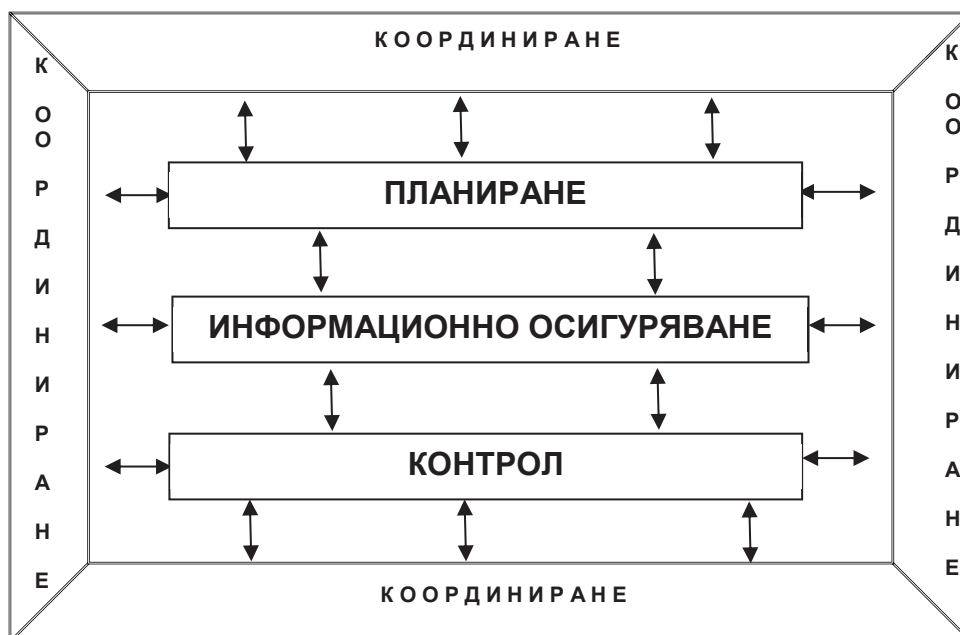 КООРДИНИРАНЕ
КООРДИНИРАНЕ
КООРДИНИРАНЕ
ПЛАНИРАНЕ
ИНФОРМАЦИОННО ОСИГУРЯВАНЕ
КОНТРОЛ
КООРДИНИРАНЕ